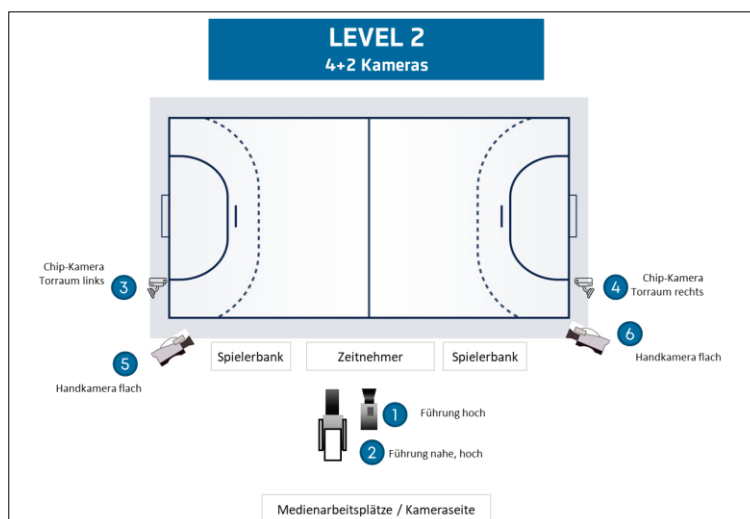 LEVEL 2
4+2 Kameras
Chip-Kamera
Torraum links
3
4
Chip-Kamera
Torraum rechts
5
Handkamera flach
Spielerbank
Zeitnehmer
Spielerbank
6
Handkamera flach
1
Führung hoch
2
Führung nahe, hoch
Medienarbeitsplätze / Kameraseite